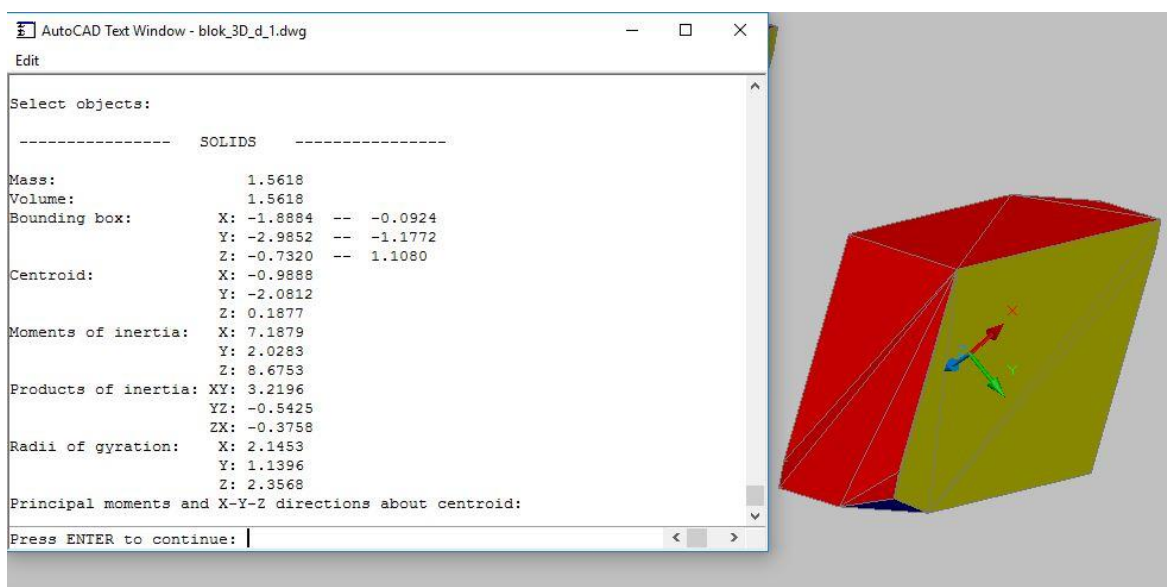 AutoCAD Text Window - blok_3D_d_1.dwg
Edit
Select objects:
----------------   SOLIDS    ----------------
Mass:                    1.5618
Volume:                  1.5618
Bounding box:         X: -1.8884  --  -0.0924
                      Y: -2.9852  --  -1.1772
                      Z: -0.7320  --  1.1080
Centroid:             X: -0.9888
                      Y: -2.0812
                      Z: 0.1877
Moments of inertia:   X: 7.1879
                      Y: 2.0283
                      Z: 8.6753
Products of inertia: XY: 3.2196
                     YZ: -0.5425
                     ZX: -0.3758
Radii of gyration:    X: 2.1453
                      Y: 1.1396
                      Z: 2.3568
Principal moments and X-Y-Z directions about centroid:
Press ENTER to continue:
X
Y